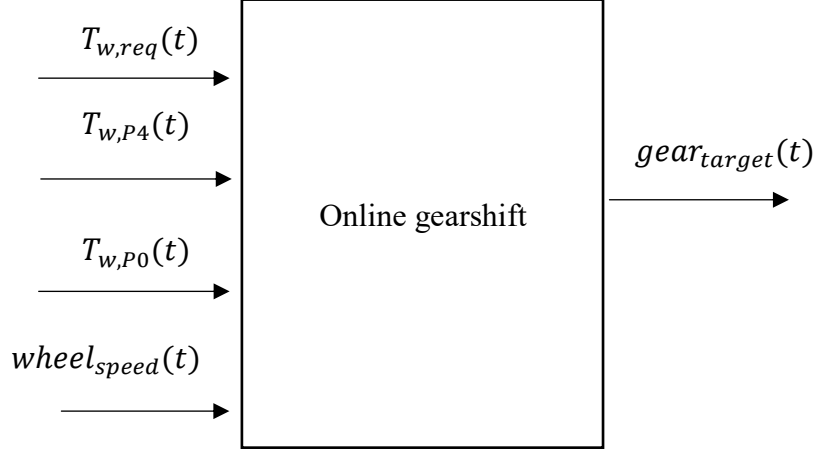 T_{w,req}(t)
T_{w,P4}(t)
gear_{target}(t)
Online gearshift
T_{w,P0}(t)
wheel_{speed}(t)